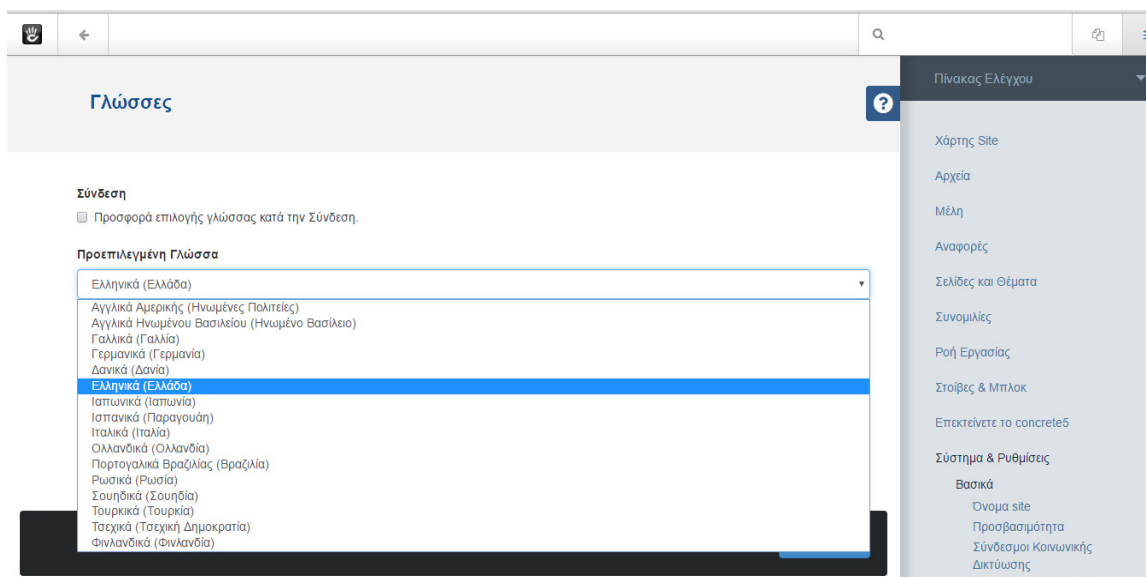 Πίνακας Ελέγχου
Γλώσσες
?
Σύνδεση
Προσφορά επιλογής γλώσσας κατά την Σύνδεση.
Προεπιλεγμένη Γλώσσα
Ελληνικά (Ελλάδα)
Αγγλικά Αμερικής (Ηνωμένες Πολιτείες)
Αγγλικά Ηνωμένου Βασιλείου (Ηνωμένο Βασίλειο)
Γαλλικά (Γαλλία)
Γερμανικά (Γερμανία)
Δανικά (Δανία)
Ελληνικά (Ελλάδα)
Ιαπωνικά (Ιαπωνία)
Ισπανικά (Παραγουάη)
Ιταλικά (Ιταλία)
Ολλανδικά (Ολλανδία)
Πορτογαλικά Βραζιλίας (Βραζιλία)
Ρωσικά (Ρωσία)
Σουηδικά (Σουηδία)
Τουρκικά (Τουρκία)
Τσεχικά (Τσεχική Δημοκρατία)
Φινλανδικά (Φινλανδία)
Χάρτης Site
Αρχεία
Μέλη
Αναφορές
Σελίδες και Θέματα
Συνομιλίες
Ροή Εργασίας
Στοίβες & Μπλοκ
Επεκτείνετε το concrete5
Σύστημα & Ρυθμίσεις
Βασικά
Όνομα site
Προσβασιμότητα
Σύνδεσμοι Κοινωνικής
Δικτύωσης